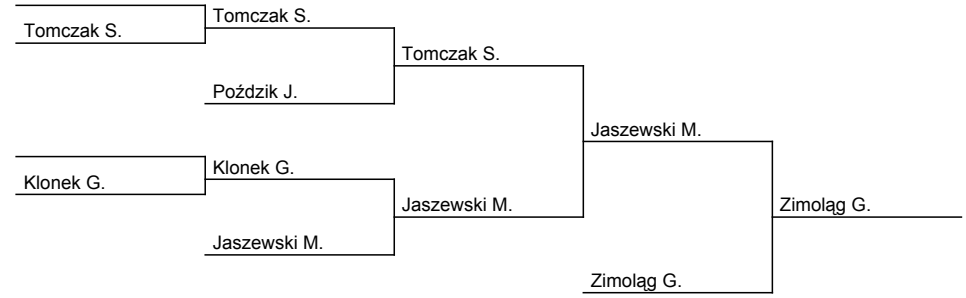 Tomczak S.
Tomczak S.
Tomczak S.
Poździk J.
Jaszewski M.
Klonek G.
Klonek G.
Jaszewski M.
Zimoląg G.
Jaszewski M.
Zimoląg G.